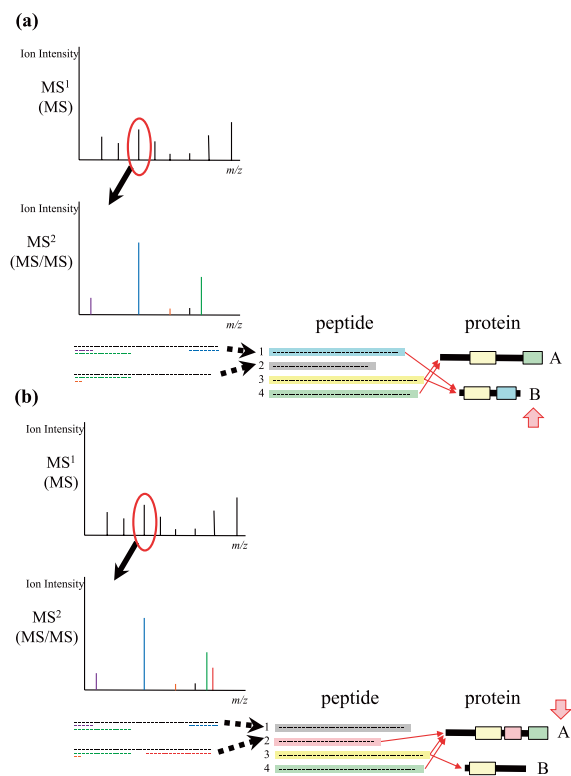 (a)
Ion Intensity
MS¹
(MS)
m/z
Ion Intensity
MS²
(MS/MS)
m/z
peptide
protein
1
2
3
4
A
B
(b)
Ion Intensity
MS¹
(MS)
m/z
Ion Intensity
MS²
(MS/MS)
m/z
peptide
protein
1
2
3
4
A
B